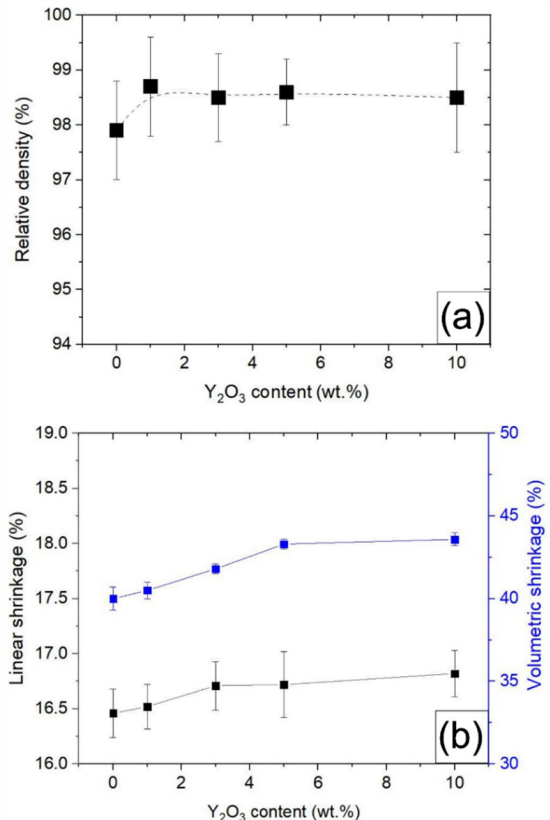 100
99
98
97
96
95
94
Relative density (%)
0 2 4 6 8 10
Y₂O₃ content (wt.%)
(a)
19.0
18.5
18.0
17.5
17.0
16.5
16.0
Linear shrinkage (%)
50
45
40
35
30
Volumetric shrinkage (%)
0 2 4 6 8 10
Y₂O₃ content (wt.%)
(b)